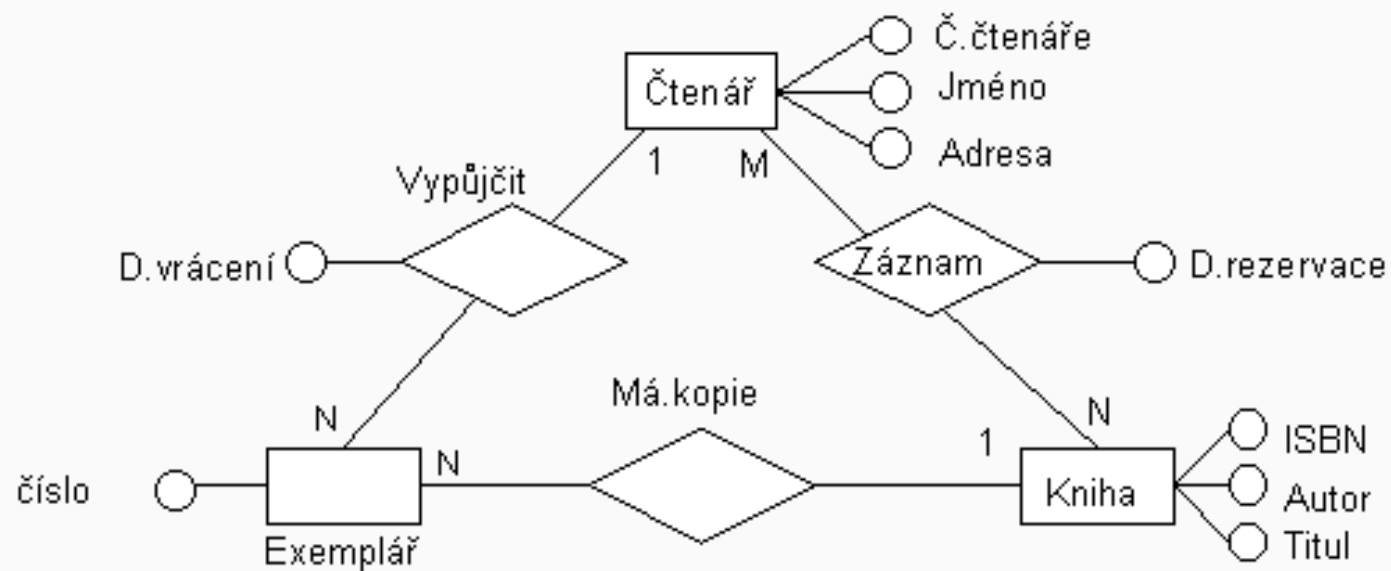 Č.čtenáře
Čtenář
Jméno
Adresa
1
M
Vypůjčit
D.vrácení
Záznam
D.rezervace
Má.kopie
N
N
N
1
ISBN
číslo
Kniha
Autor
Exemplář
Titul